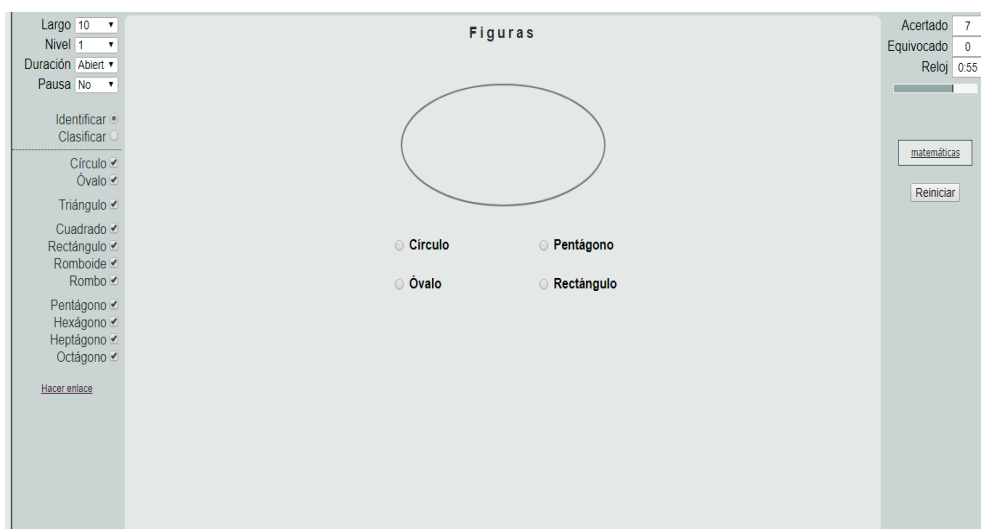 Largo 10
Nivel 1
Duración Abiert
Pausa No
Identificar
Clasificar
Círculo
Óvalo
Triángulo
Cuadrado
Rectángulo
Romboide
Rombo
Pentágono
Hexágono
Heptágono
Octágono
Hacer enlace
Figuras
Círculo
Pentágono
Óvalo
Rectángulo
Acertado 7
Equivocado 0
Reloj 0:55
matemáticas
Reiniciar